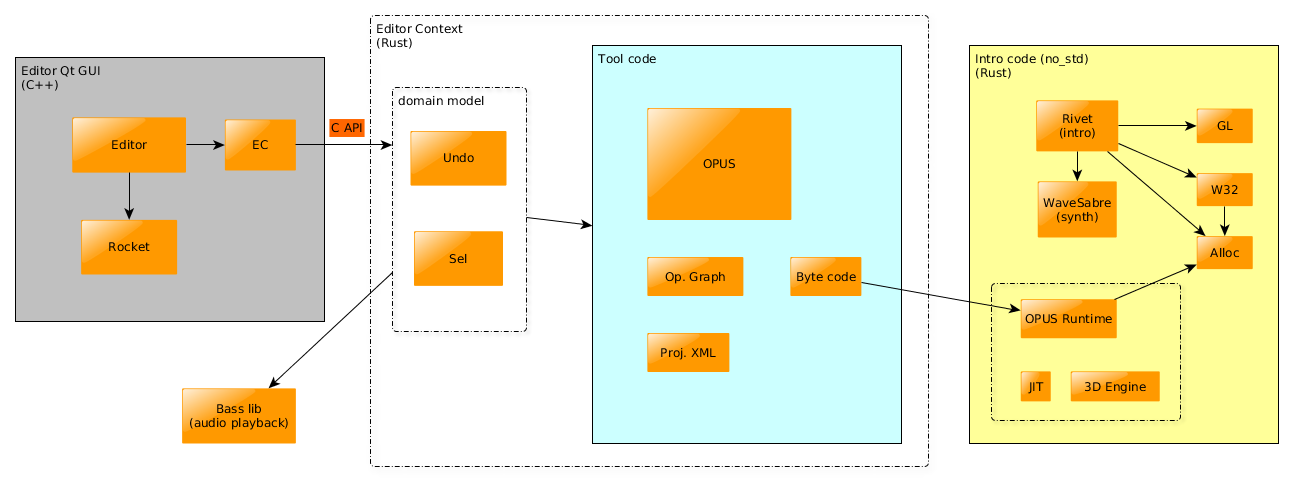 Editor Qt GUI
(C++)
Editor
EC
Rocket
C API
Bass lib
(audio playback)
Editor Context
(Rust)
domain model
Undo
Sel
Tool code
OPUS
Op. Graph
Byte code
Proj. XML
Intro code (no_std)
(Rust)
Rivet
(intro)
GL
W32
WaveSabre
(synth)
Alloc
OPUS Runtime
JIT
3D Engine